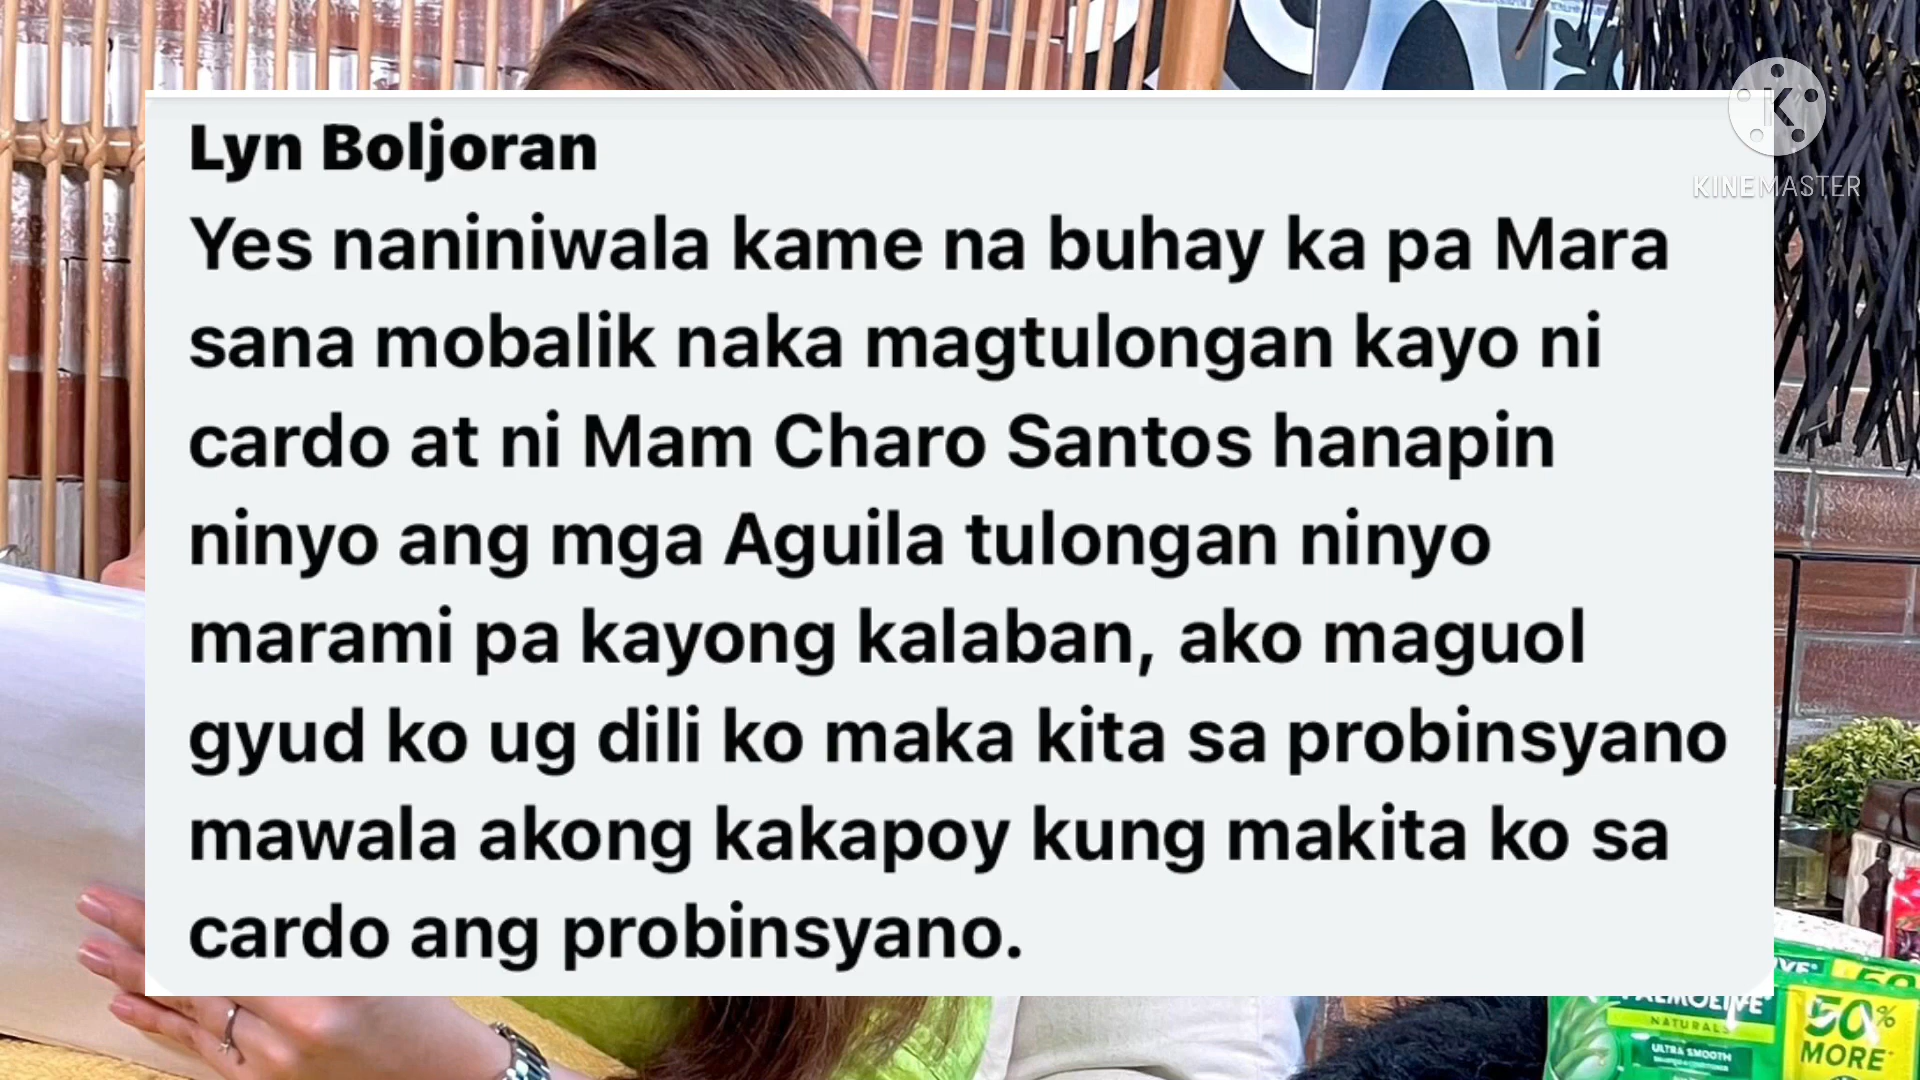 Lyn Boljoran
Yes naniniwala kame na buhay ka pa Mara
sana mobalik naka magtulongan kayo ni
cardo at ni Mam Charo Santos hanapin
ninyo ang mga Aguila tulongan ninyo
marami pa kayong kalaban, ako maguol
gyud ko ug dili ko maka kita sa probinsyano
mawala akong kakapoy kung makita ko sa
cardo ang probinsyano.
K
KINEMASTER
PALMOLIVE
NATURALS
ULTRA SMOOTH
50%
MORE